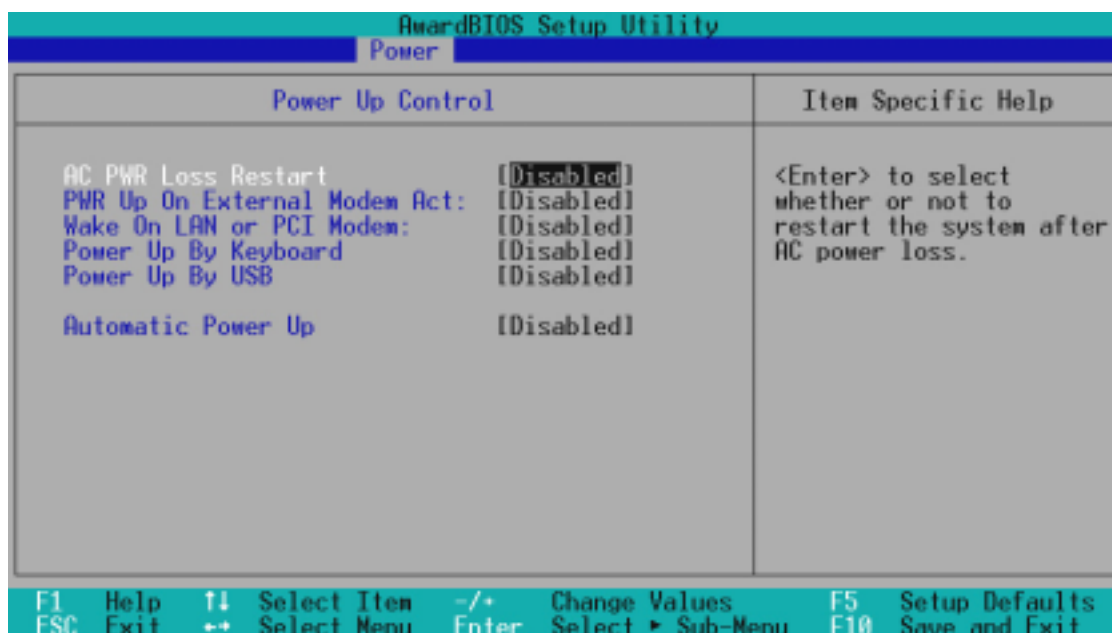 AwardBIOS Setup Utility
Power
Power Up Control
Item Specific Help
AC PWR Loss Restart [Disabled]
PWR Up On External Modem Act: [Disabled]
Wake On LAN or PCI Modem: [Disabled]
Power Up By Keyboard [Disabled]
Power Up By USB [Disabled]
Automatic Power Up [Disabled]
<Enter> to select
whether or not to
restart the system after
AC power loss.
F1 Help ↑↓ Select Item -/+ Change Values F5 Setup Defaults
ESC Exit ←→ Select Menu Enter Select ► Sub-Menu F10 Save and Exit